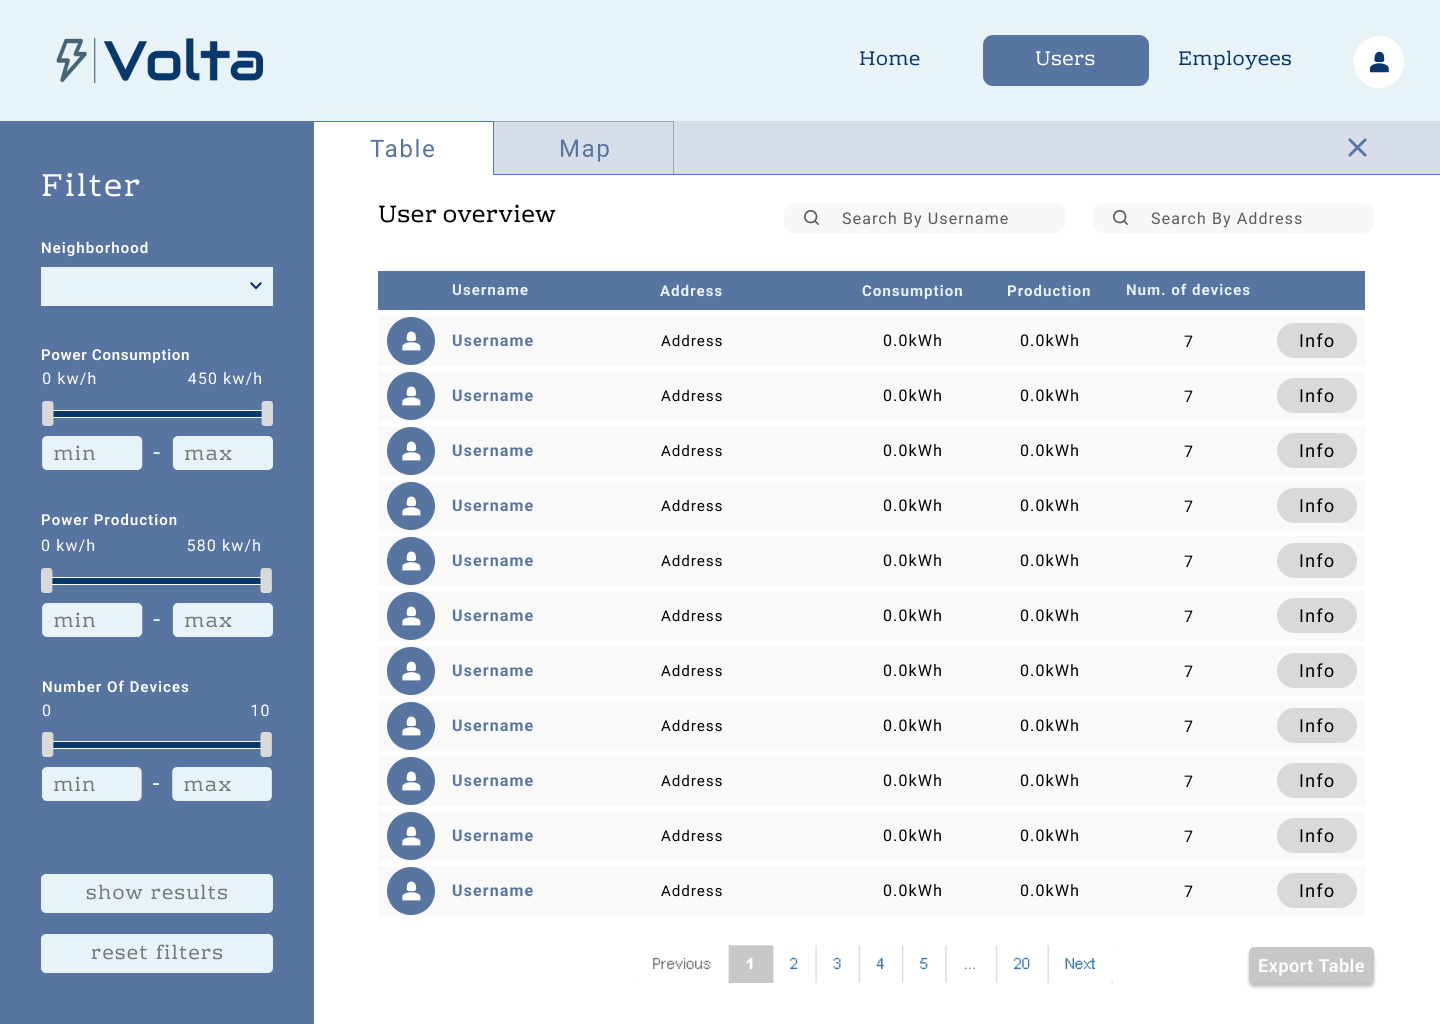 Volta
Home Users Employees
Table Map
Filter
Neighborhood
Power Consumption
0 kw/h 450 kw/h
min - max
Power Production
0 kw/h 580 kw/h
min - max
Number Of Devices
0 10
min - max
show results
reset filters
User overview
Search By Username Search By Address
Username Address Consumption Production Num. of devices
Username Address 0.0kWh 0.0kWh 7 Info
Username Address 0.0kWh 0.0kWh 7 Info
Username Address 0.0kWh 0.0kWh 7 Info
Username Address 0.0kWh 0.0kWh 7 Info
Username Address 0.0kWh 0.0kWh 7 Info
Username Address 0.0kWh 0.0kWh 7 Info
Username Address 0.0kWh 0.0kWh 7 Info
Username Address 0.0kWh 0.0kWh 7 Info
Username Address 0.0kWh 0.0kWh 7 Info
Username Address 0.0kWh 0.0kWh 7 Info
Username Address 0.0kWh 0.0kWh 7 Info
Previous 1 2 3 4 5 ... 20 Next
Export Table